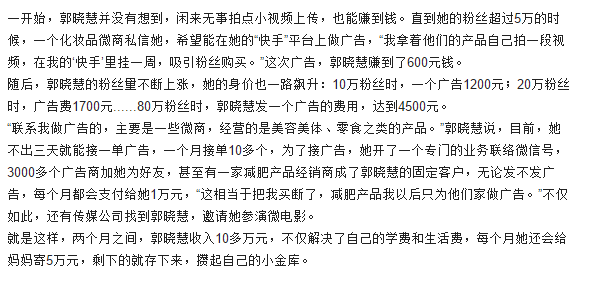 一开始，郭晓慧并没有想到，闲来无事拍点小视频上传，也能赚到钱。直到她的粉丝超过5万的时
候，一个化妆品微商私信她，希望能在她的“快手”平台上做广告，“我拿着他们的产品自己拍一段视
频，在我的‘快手’里挂一周，吸引粉丝购买。”这次广告，郭晓慧赚到了600元钱。
随后，郭晓慧的粉丝量不断上涨，她的身价也一路飙升：10万粉丝时，一个广告1200元；20万粉丝
时，广告费1700元……80万粉丝时，郭晓慧发一个广告的费用，达到4500元。
“联系我做广告的，主要是一些微商，经营的是美容美体、零食之类的产品。”郭晓慧说，目前，她
不出三天就能接一单广告，一个月接单10多个，为了接广告，她开了一个专门的业务联络微信号，
3000多个广告商加她为好友，甚至有一家减肥产品经销商成了郭晓慧的固定客户，无论发不发广
告，每个月都会支付给她1万元，“这相当于把我买断了，减肥产品我以后只为他们家做广告。”不仅
如此，还有传媒公司找到郭晓慧，邀请她参演微电影。
就是这样，两个月之间，郭晓慧收入10多万元，不仅解决了自己的学费和生活费，每个月她还会给
妈妈寄5万元，剩下的就存下来，攒起自己的小金库。